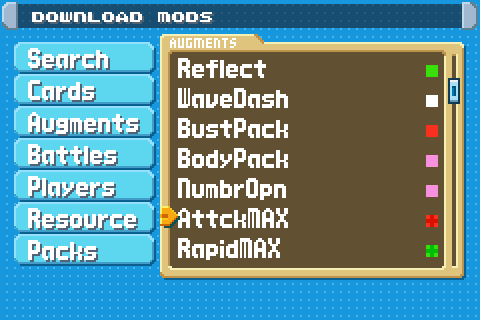 DOWNLOAD MODS
Search
Cards
Augments
Battles
Players
Resource
Packs
AUGMENTS
Reflect
WaveDash
BustPack
BodyPack
NumbrOpn
AttckMAX
RapidMAX